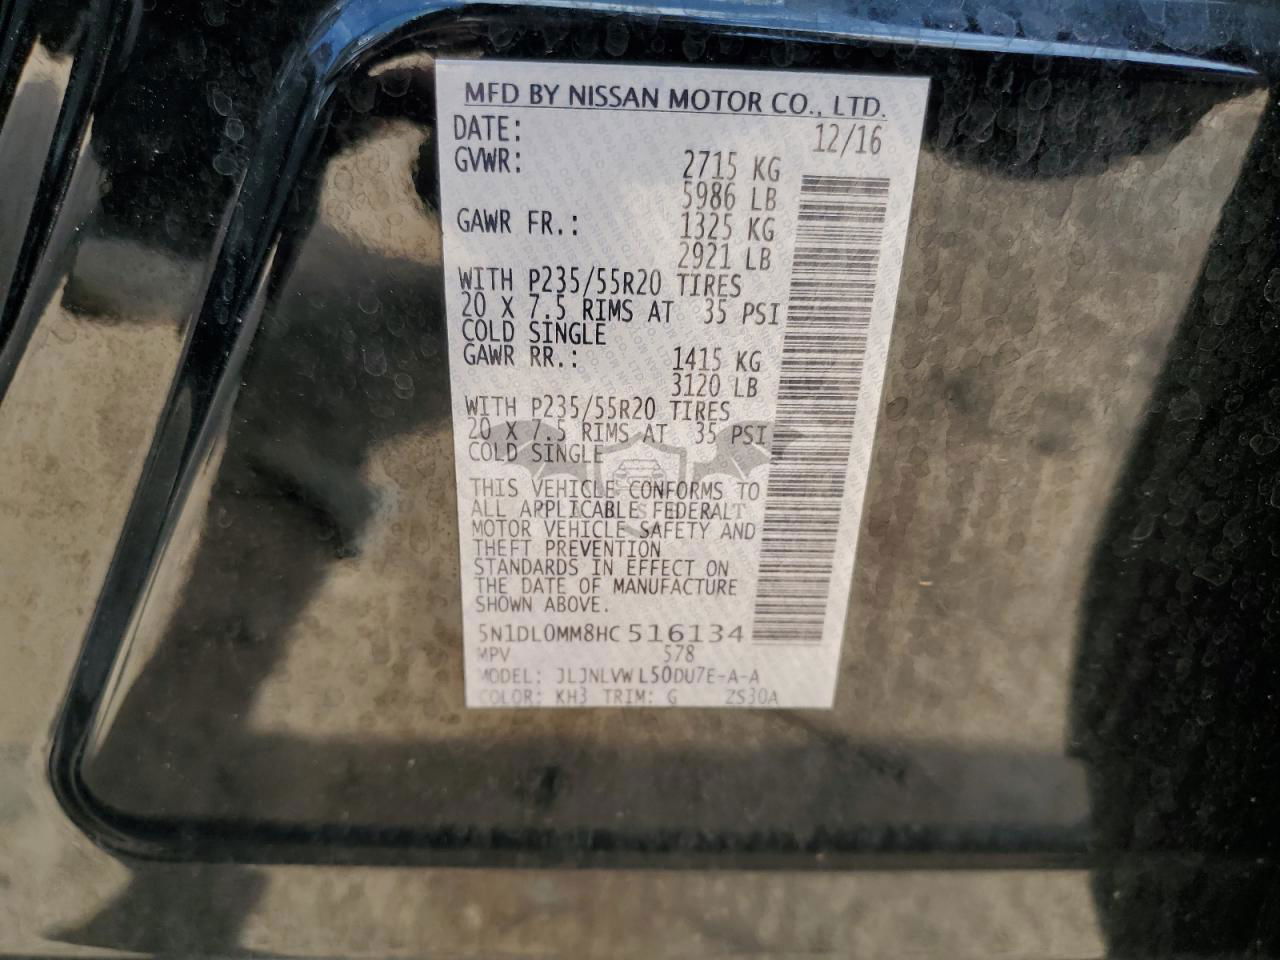 MFD BY NISSAN MOTOR CO., LTD.
DATE: 12/16
GVWR: 2715 KG
5986 LB
GAWR FR.: 1325 KG
2921 LB
WITH P235/55R20 TIRES
20 X 7.5 RIMS AT 35 PSI
COLD SINGLE
GAWR RR.: 1415 KG
3120 LB
WITH P235/55R20 TIRES
20 X 7.5 RIMS AT 35 PSI
COLD SINGLE
THIS VEHICLE CONFORMS TO
ALL APPLICABLE FEDERAL
MOTOR VEHICLE SAFETY AND
THEFT PREVENTION
STANDARDS IN EFFECT ON
THE DATE OF MANUFACTURE
SHOWN ABOVE.
5N1DL0MM8HC516134
MPV 578
MODEL: JLJNLVW L50DU7E-A-A
COLOR: KH3 TRIM: G ZS30A